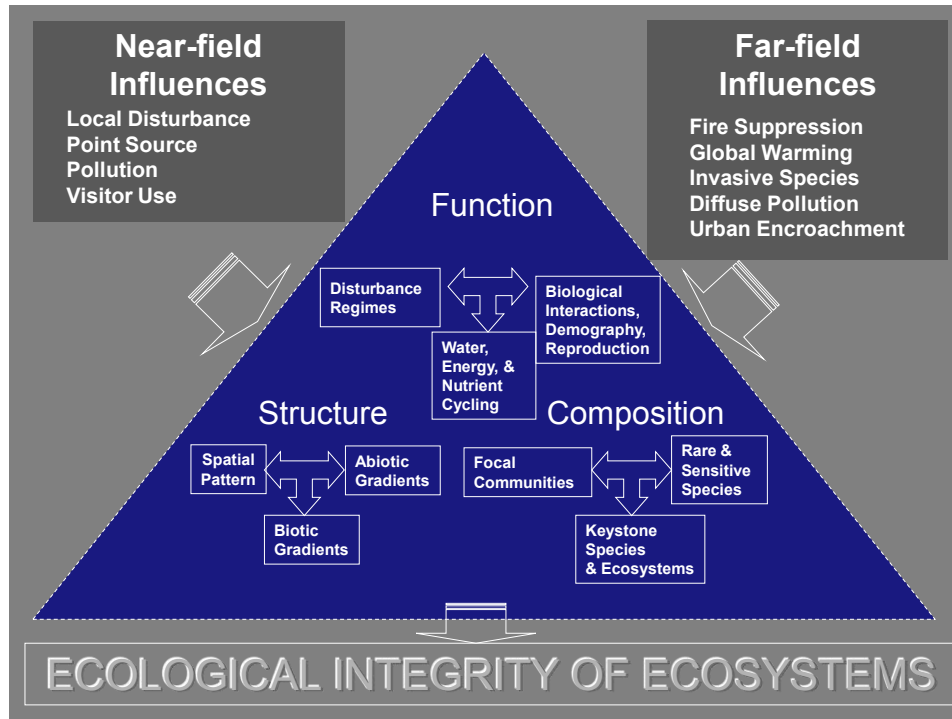 Near-field
Influences
Local Disturbance
Point Source
Pollution
Visitor Use
Far-field
Influences
Fire Suppression
Global Warming
Invasive Species
Diffuse Pollution
Urban Encroachment
Function
Disturbance
Regimes
Biological
Interactions,
Demography,
Reproduction
Water,
Energy, &
Nutrient
Cycling
Structure
Spatial
Pattern
Abiotic
Gradients
Biotic
Gradients
Composition
Focal
Communities
Rare &
Sensitive
Species
Keystone
Species
& Ecosystems
ECOLOGICAL INTEGRITY OF ECOSYSTEMS